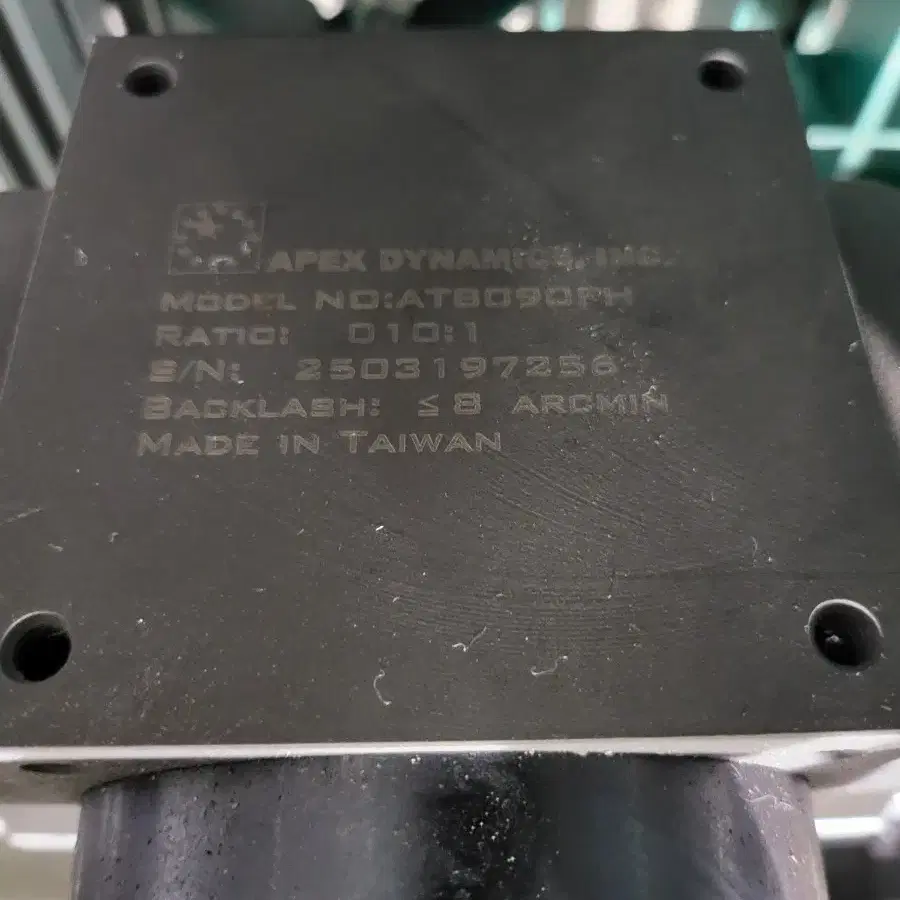 APEX DYNAMICS, INC.
MODEL NO:ATB090FH
RATIO: 010:1
S/N: 2503197256
BACKLASH: ≤ 8 ARCMIN
MADE IN TAIWAN